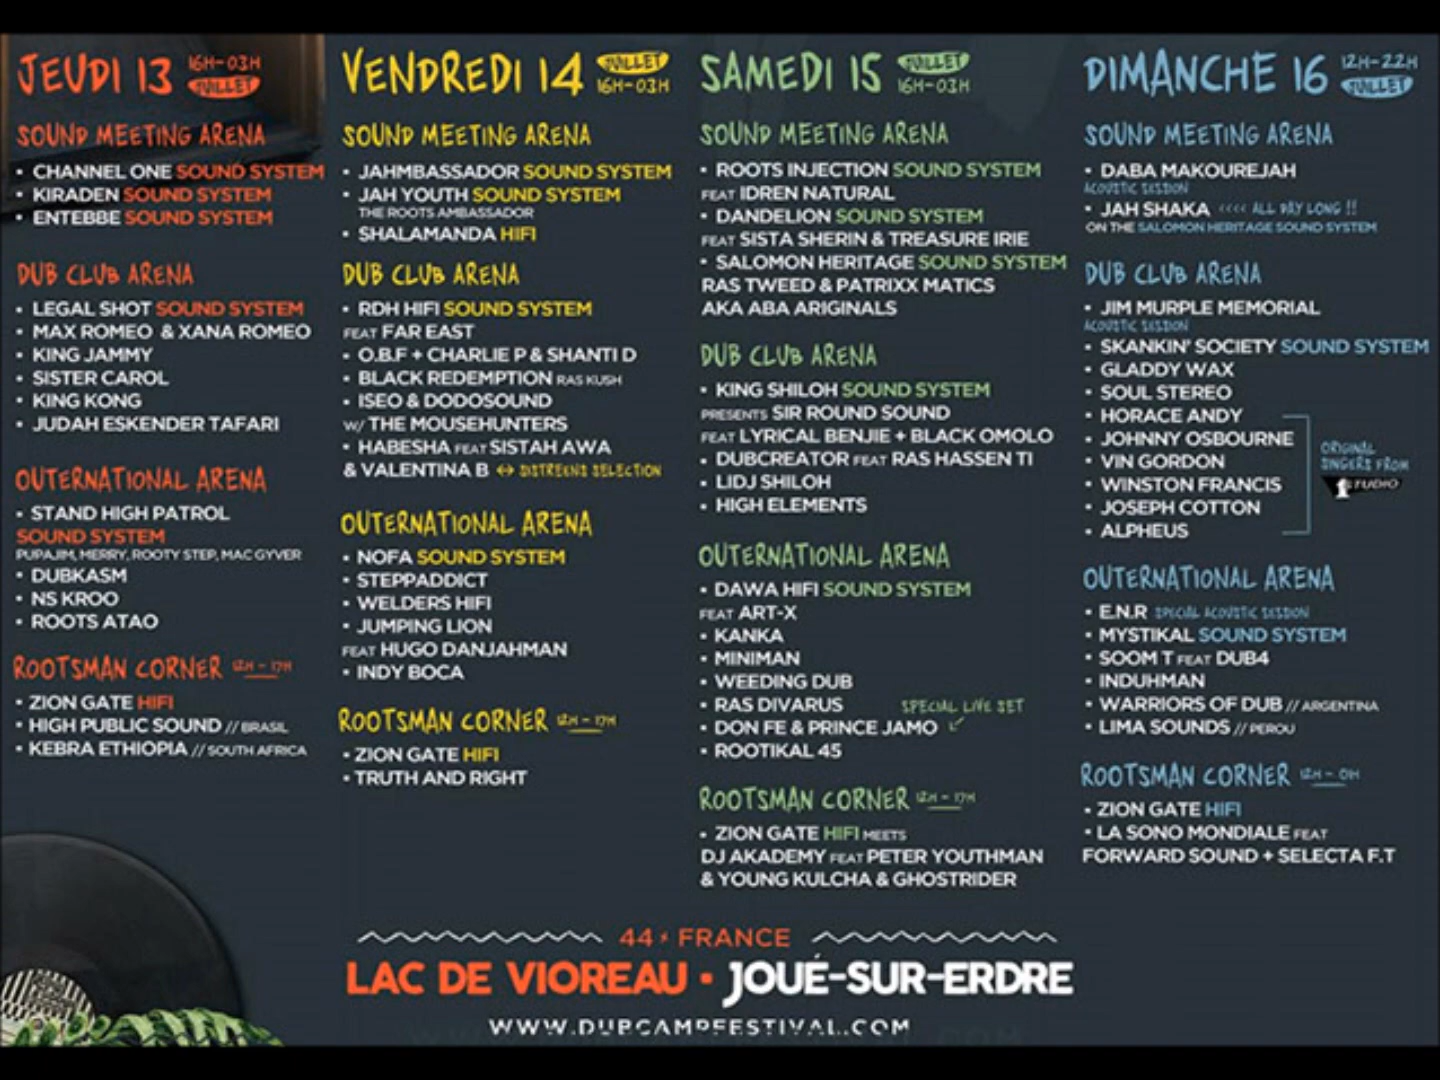 JEUDI 13 16H-03H
JUILLET
SOUND MEETING ARENA
• CHANNEL ONE SOUND SYSTEM
• KIRADEN SOUND SYSTEM
• ENTEBBE SOUND SYSTEM
DUB CLUB ARENA
• LEGAL SHOT SOUND SYSTEM
• MAX ROMEO & XANA ROMEO
• KING JAMMY
• SISTER CAROL
• KING KONG
• JUDAH ESKENDER TAFARI
OUTERNATIONAL ARENA
• STAND HIGH PATROL
SOUND SYSTEM
PUPAJIM, MERRY, ROOTY STEP, MAC GYVER
• DUBKASM
• NS KROO
• ROOTS ATAO
ROOTSMAN CORNER 12H - 17H
• ZION GATE HIFI
• HIGH PUBLIC SOUND // BRASIL
• KEBRA ETHIOPIA // SOUTH AFRICA
VENDREDI 14 JUILLET
16H-03H
SOUND MEETING ARENA
• JAHMBASSADOR SOUND SYSTEM
• JAH YOUTH SOUND SYSTEM
THE ROOTS AMBASSADOR
• SHALAMANDA HIFI
DUB CLUB ARENA
• RDH HIFI SOUND SYSTEM
FEAT FAR EAST
• O.B.F + CHARLIE P & SHANTI D
• BLACK REDEMPTION RAS KUSH
• ISEO & DODOSOUND
W/ THE MOUSEHUNTERS
• HABESHA FEAT SISTAH AWA
& VALENTINA B ↔ SISTREENS SELECTION
OUTERNATIONAL ARENA
• NOFA SOUND SYSTEM
• STEPPADDICT
• WELDERS HIFI
• JUMPING LION
FEAT HUGO DANJAHMAN
• INDY BOCA
ROOTSMAN CORNER 12H - 17H
• ZION GATE HIFI
• TRUTH AND RIGHT
SAMEDI 15 JUILLET
16H-03H
SOUND MEETING ARENA
• ROOTS INJECTION SOUND SYSTEM
FEAT IDREN NATURAL
• DANDELION SOUND SYSTEM
FEAT SISTA SHERIN & TREASURE IRIE
• SALOMON HERITAGE SOUND SYSTEM
RAS TWEED & PATRIXX MATICS
AKA ABA ARIGINALS
DUB CLUB ARENA
• KING SHILOH SOUND SYSTEM
PRESENTS SIR ROUND SOUND
FEAT LYRICAL BENJIE + BLACK OMOLO
• DUBCREATOR FEAT RAS HASSEN TI
• LIDJ SHILOH
• HIGH ELEMENTS
OUTERNATIONAL ARENA
• DAWA HIFI SOUND SYSTEM
FEAT ART-X
• KANKA
• MINIMAN
• WEEDING DUB
• RAS DIVARUS SPECIAL LIVE SET
• DON FE & PRINCE JAMO
• ROOTIKAL 45
ROOTSMAN CORNER 12H - 17H
• ZION GATE HIFI MEETS
DJ AKADEMY FEAT PETER YOUTHMAN
& YOUNG KULCHA & GHOSTRIDER
DIMANCHE 16 12H-22H
JUILLET
SOUND MEETING ARENA
• DABA MAKOUREJAH
ACOUSTIC SESSION
• JAH SHAKA <<<< ALL DAY LONG !!
ON THE SALOMON HERITAGE SOUND SYSTEM
DUB CLUB ARENA
• JIM MURPLE MEMORIAL
ACOUSTIC SESSION
• SKANKIN' SOCIETY SOUND SYSTEM
• GLADDY WAX
• SOUL STEREO
• HORACE ANDY
• JOHNNY OSBOURNE
• VIN GORDON
• WINSTON FRANCIS
• JOSEPH COTTON
• ALPHEUS
ORIGINAL
SINGERS FROM
STUDIO 1
OUTERNATIONAL ARENA
• E.N.R SPECIAL ACOUSTIC SESSION
• MYSTIKAL SOUND SYSTEM
• SOOM T FEAT DUB4
• INDUHMAN
• WARRIORS OF DUB // ARGENTINA
• LIMA SOUNDS // PEROU
ROOTSMAN CORNER 12H - 0H
• ZION GATE HIFI
• LA SONO MONDIALE FEAT
FORWARD SOUND + SELECTA F.T
44 FRANCE
LAC DE VIOREAU • JOUÉ-SUR-ERDRE
WWW.DUBCAMPFESTIVAL.COM